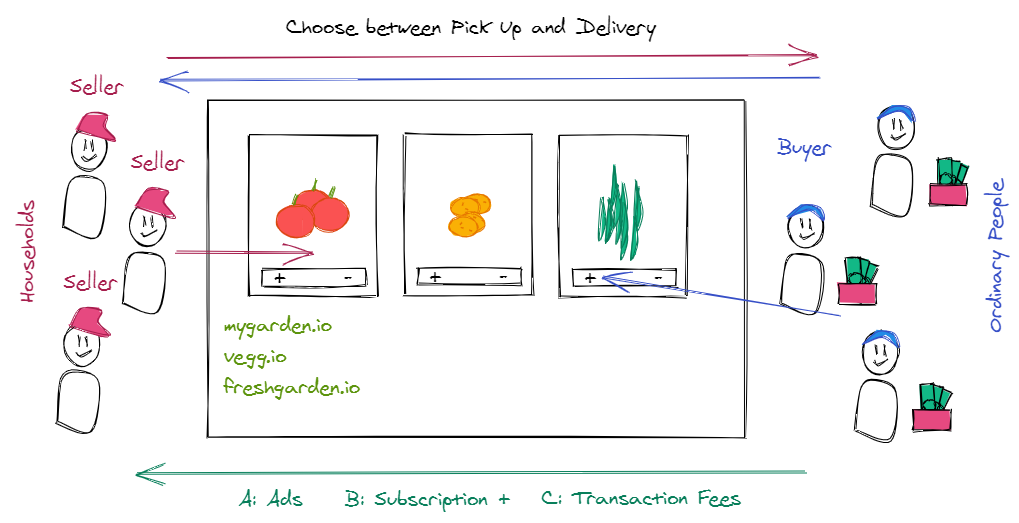 Choose between Pick Up and Delivery
Seller
Seller
Seller
Households
Buyer
Ordinary People
+ -
+ -
+ -
mygarden.io
vegg.io
freshgarden.io
A: Ads B: Subscription + C: Transaction Fees